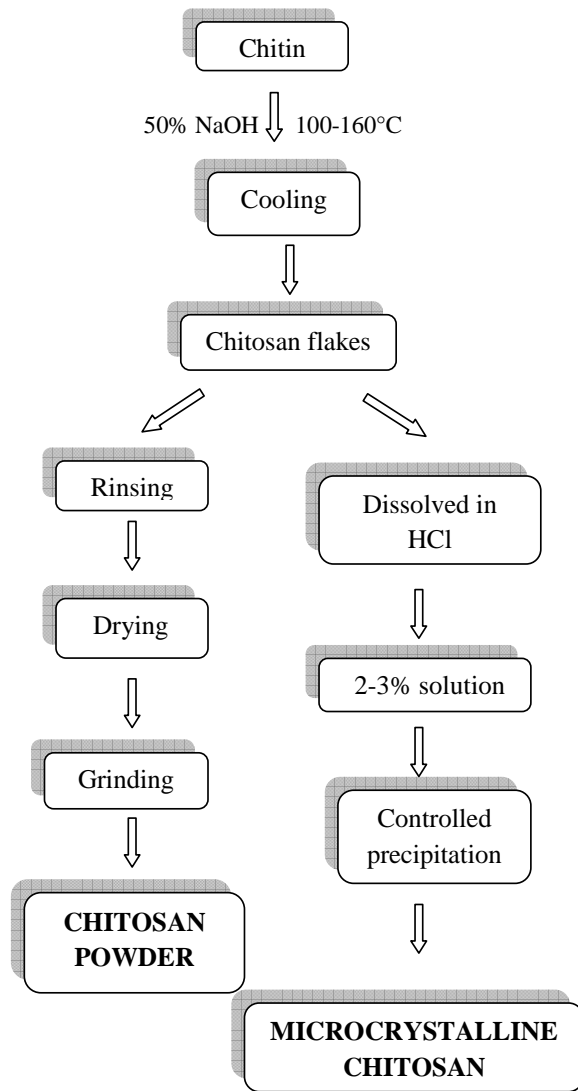 Chitin
50% NaOH 100-160°C
Cooling
Chitosan flakes
Rinsing
Drying
Grinding
CHITOSAN
POWDER
Dissolved in
HCl
2-3% solution
Controlled
precipitation
MICROCRYSTALLINE
CHITOSAN